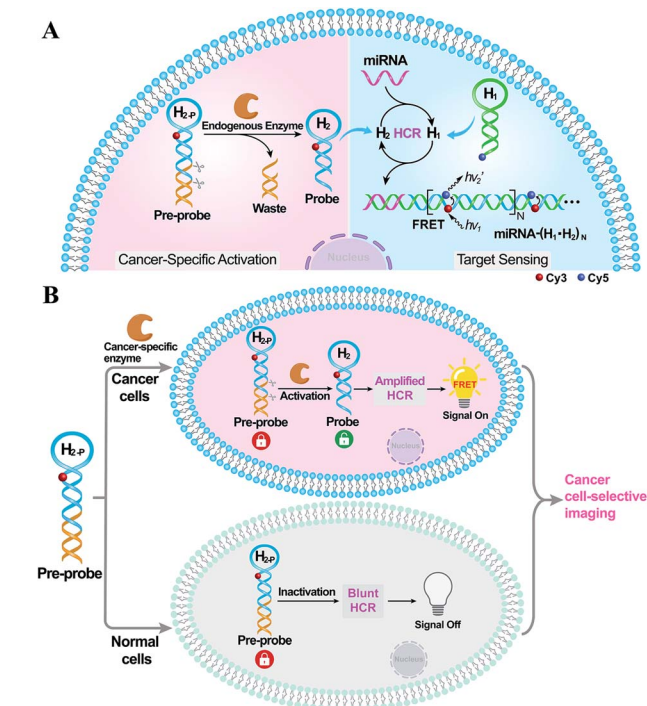 A
H2-P
Endogenous Enzyme
H2
Pre-probe
Waste
Probe
Cancer-Specific Activation
miRNA
H1
H2 HCR H1
hν2'
FRET
hν1
N
miRNA-(H1·H2)N
Nucleus
Target Sensing
Cy3 Cy5
B
Cancer-specific
enzyme
Cancer
cells
H2-P
Activation
H2
Amplified
HCR
FRET
Signal On
Pre-probe
Probe
Nucleus
H2-P
Pre-probe
Cancer
cell-selective
imaging
H2-P
Inactivation
Blunt
HCR
Signal Off
Pre-probe
Nucleus
Normal
cells